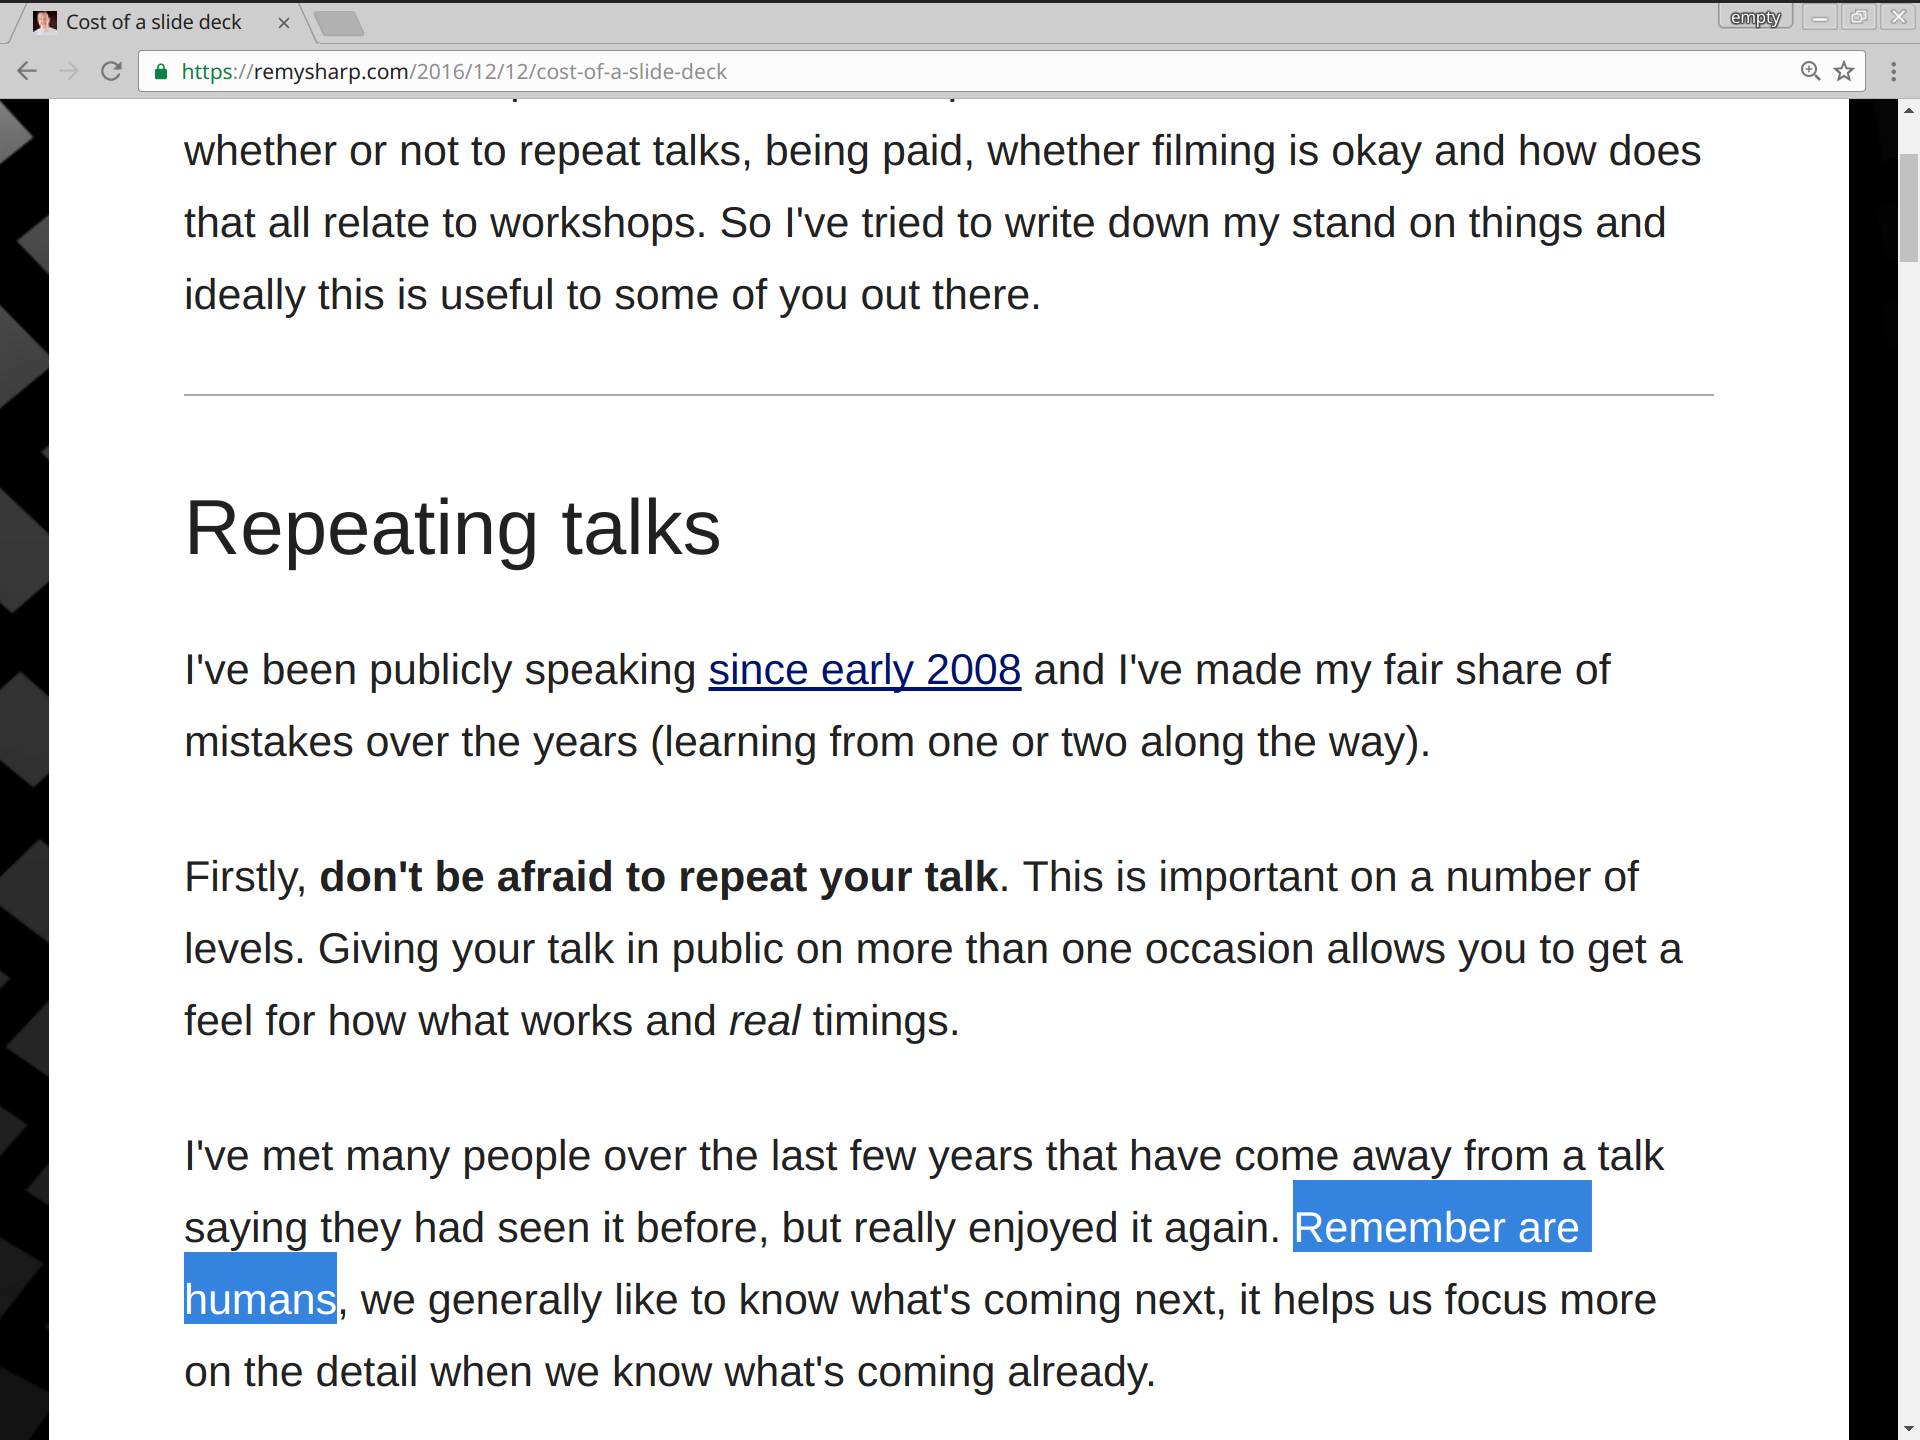 Cost of a slide deck
empty
https://remysharp.com/2016/12/12/cost-of-a-slide-deck
whether or not to repeat talks, being paid, whether filming is okay and how does
that all relate to workshops. So I've tried to write down my stand on things and
ideally this is useful to some of you out there.
Repeating talks
I've been publicly speaking since early 2008 and I've made my fair share of
mistakes over the years (learning from one or two along the way).
Firstly, don't be afraid to repeat your talk. This is important on a number of
levels. Giving your talk in public on more than one occasion allows you to get a
feel for how what works and real timings.
I've met many people over the last few years that have come away from a talk
saying they had seen it before, but really enjoyed it again. Remember are
humans, we generally like to know what's coming next, it helps us focus more
on the detail when we know what's coming already.